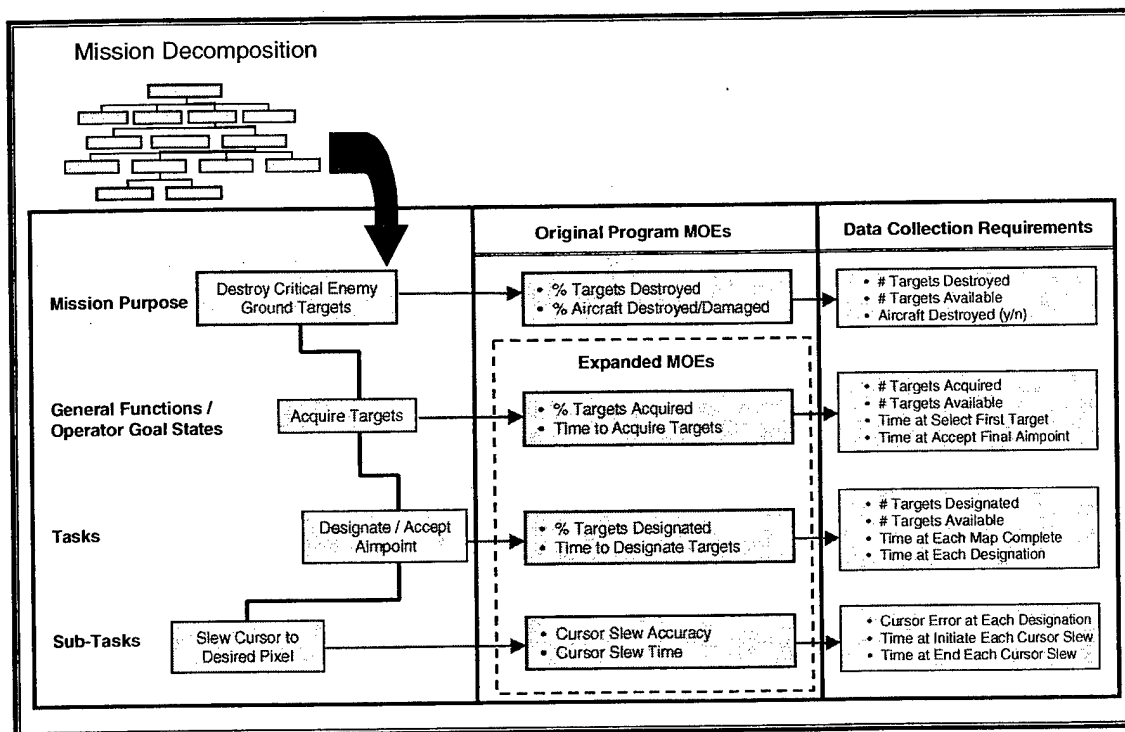 Mission Decomposition
Original Program MOEs
Data Collection Requirements
Mission Purpose
Destroy Critical Enemy
Ground Targets
• % Targets Destroyed
• % Aircraft Destroyed/Damaged
• # Targets Destroyed
• # Targets Available
• Aircraft Destroyed (y/n)
Expanded MOEs
General Functions /
Operator Goal States
Acquire Targets
• % Targets Acquired
• Time to Acquire Targets
• # Targets Acquired
• # Targets Available
• Time at Select First Target
• Time at Accept Final Aimpoint
Tasks
Designate / Accept
Aimpoint
• % Targets Designated
• Time to Designate Targets
• # Targets Designated
• # Targets Available
• Time at Each Map Complete
• Time at Each Designation
Sub-Tasks
Slew Cursor to
Desired Pixel
• Cursor Slew Accuracy
• Cursor Slew Time
• Cursor Error at Each Designation
• Time at Initiate Each Cursor Slew
• Time at End Each Cursor Slew